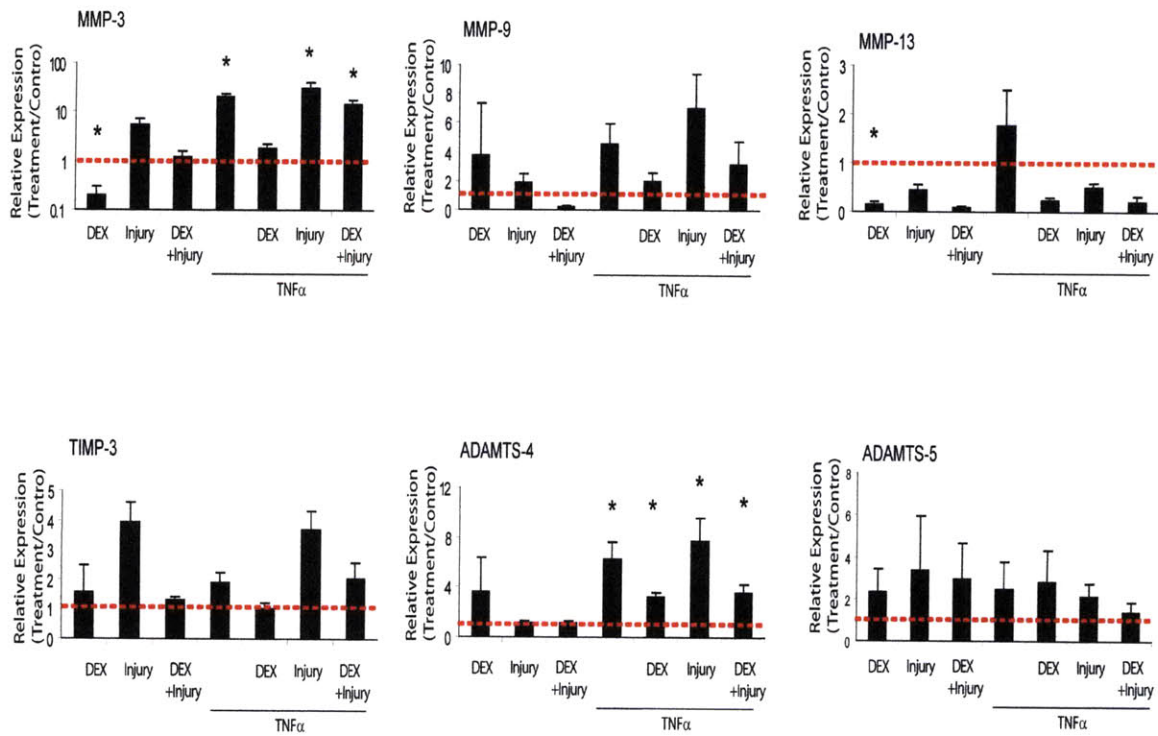 MMP-3
Relative Expression
(Treatment/Contro)
100
10
1
0.1
*
*
*
*
DEX
Injury
DEX
+Injury
DEX
Injury
DEX
+Injury
TNFα
MMP-9
Relative Expression
(Treatment/Contro)
10
8
6
4
2
0
DEX
Injury
DEX
+Injury
DEX
Injury
DEX
+Injury
TNFα
MMP-13
Relative Expression
(Treatment/Contro)
3
2
1
0
*
DEX
Injury
DEX
+Injury
DEX
Injury
DEX
+Injury
TNFα
TIMP-3
Relative Expression
(Treatment/Contro)
5
4
3
2
1
0
DEX
Injury
DEX
+Injury
DEX
Injury
DEX
+Injury
TNFα
ADAMTS-4
Relative Expression
(Treatment/Contro)
12
8
4
0
*
*
*
*
DEX
Injury
DEX
+Injury
DEX
Injury
DEX
+Injury
TNFα
ADAMTS-5
Relative Expression
(Treatment/Contro)
8
6
4
2
0
DEX
Injury
DEX
+Injury
DEX
Injury
DEX
+Injury
TNFα